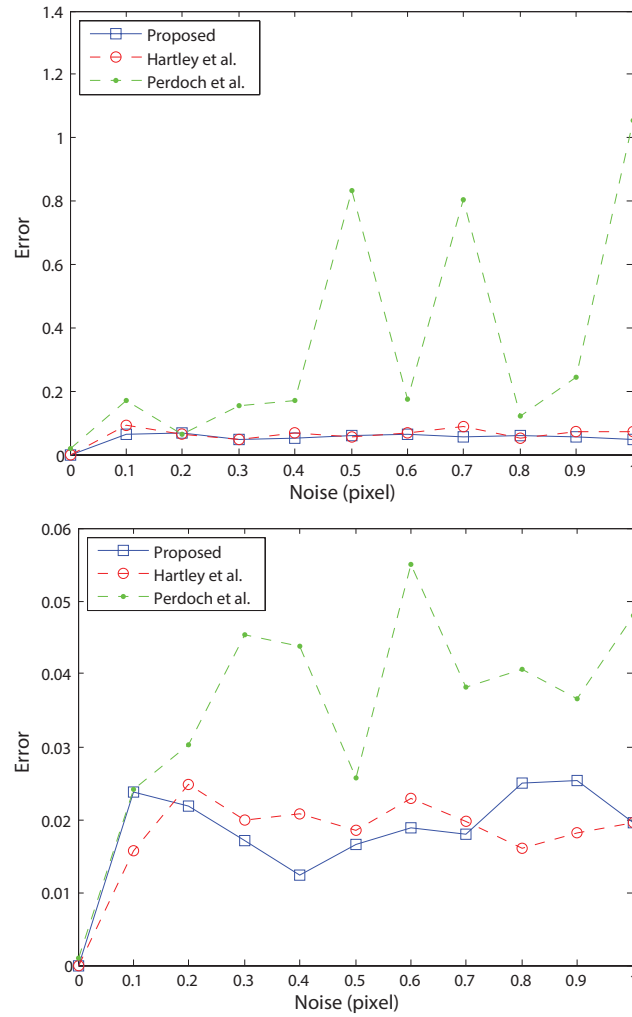 1.4
1.2
1
0.8
0.6
0.4
0.2
0
Error
Proposed
Hartley et al.
Perdoch et al.
0 0.1 0.2 0.3 0.4 0.5 0.6 0.7 0.8 0.9 1
Noise (pixel)
0.06
0.05
0.04
0.03
0.02
0.01
0
Error
Proposed
Hartley et al.
Perdoch et al.
0 0.1 0.2 0.3 0.4 0.5 0.6 0.7 0.8 0.9
Noise (pixel)